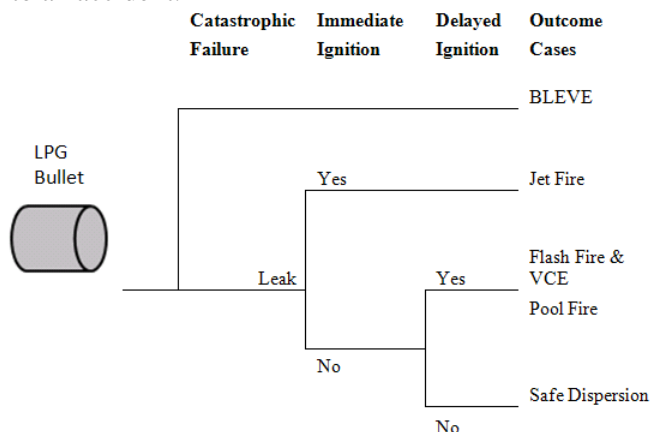 Catastrophic Immediate Delayed Outcome
Failure Ignition Ignition Cases
BLEVE
LPG
Bullet
Yes
Jet Fire
Flash Fire &
Leak
Yes
VCE
Pool Fire
No
Safe Dispersion
No